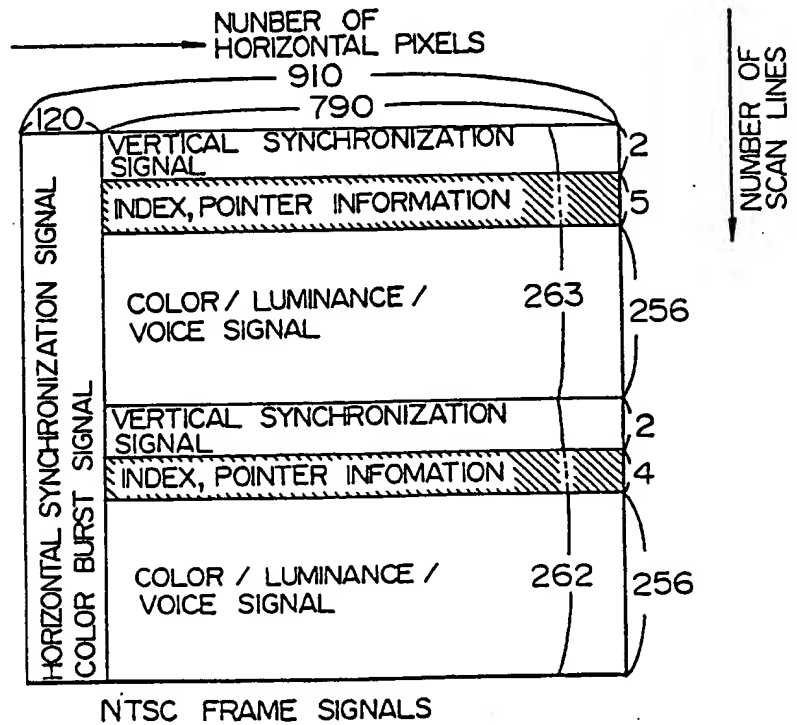 NUNBER OF
HORIZONTAL PIXELS
910
120
790
NUMBER OF
SCAN LINES
HORIZONTAL SYNCHRONIZATION SIGNAL
COLOR BURST SIGNAL
VERTICAL SYNCHRONIZATION
SIGNAL
2
INDEX, POINTER INFORMATION
5
COLOR / LUMINANCE /
VOICE SIGNAL
263
256
VERTICAL SYNCHRONIZATION
SIGNAL
2
INDEX, POINTER INFOMATION
4
COLOR / LUMINANCE /
VOICE SIGNAL
262
256
NTSC FRAME SIGNALS